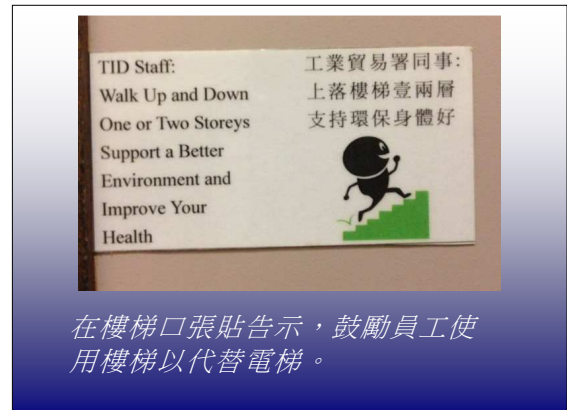 TID Staff:
Walk Up and Down
One or Two Storeys
Support a Better
Environment and
Improve Your
Health
工業貿易署同事:
上落樓梯壹兩層
支持環保身體好
在樓梯口張貼告示，鼓勵員工使
用樓梯以代替電梯。